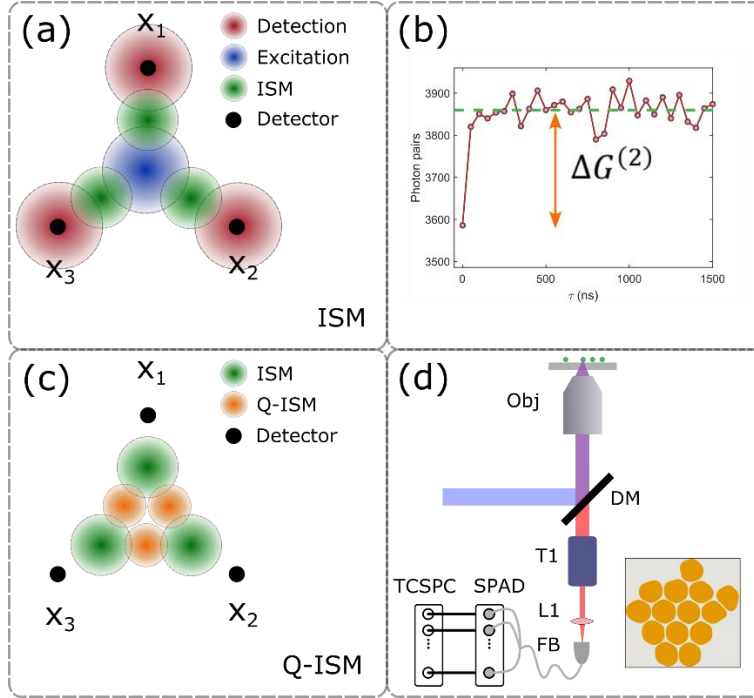 (a)
X1
Detection
Excitation
ISM
Detector
X3
X2
ISM
(b)
Photon pairs
3900
3800
3700
3600
3500
ΔG(2)
0
500
1000
1500
τ (ns)
(c)
X1
ISM
Q-ISM
Detector
X3
X2
Q-ISM
(d)
Obj
DM
T1
TCSPC
SPAD
L1
FB